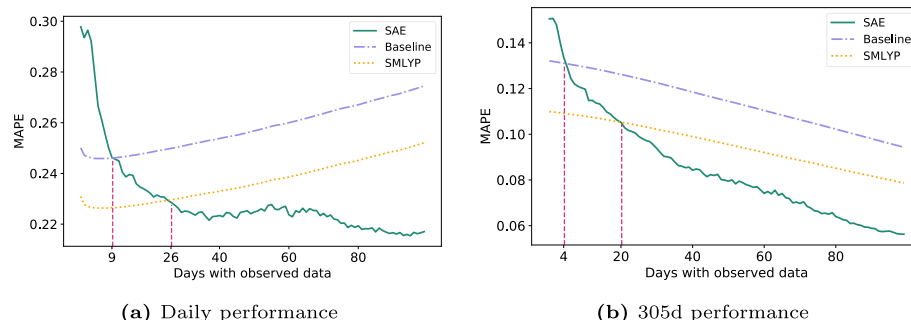 0.30
0.28
0.26
0.24
0.22
MAPE
SAE
Baseline
SMLYP
9 26 40 60 80
Days with observed data
(a) Daily performance
0.14
0.12
0.10
0.08
0.06
MAPE
SAE
Baseline
SMLYP
4 20 40 60 80
Days with observed data
(b) 305d performance